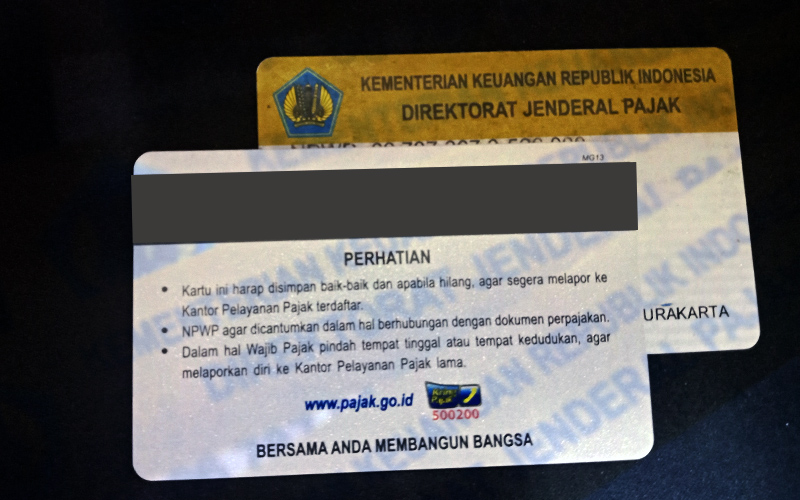 KEMENTERIAN KEUANGAN REPUBLIK INDONESIA
DIREKTORAT JENDERAL PAJAK
MG13
PERHATIAN
• Kartu ini harap disimpan baik-baik dan apabila hilang, agar segera melapor ke
Kantor Pelayanan Pajak terdaftar.
• NPWP agar dicantumkan dalam hal berhubungan dengan dokumen perpajakan.
• Dalam hal Wajib Pajak pindah tempat tinggal atau tempat kedudukan, agar
melaporkan diri ke Kantor Pelayanan Pajak lama.
URAKARTA
www.pajak.go.id
Kring
Pajak
500200
BERSAMA ANDA MEMBANGUN BANGSA